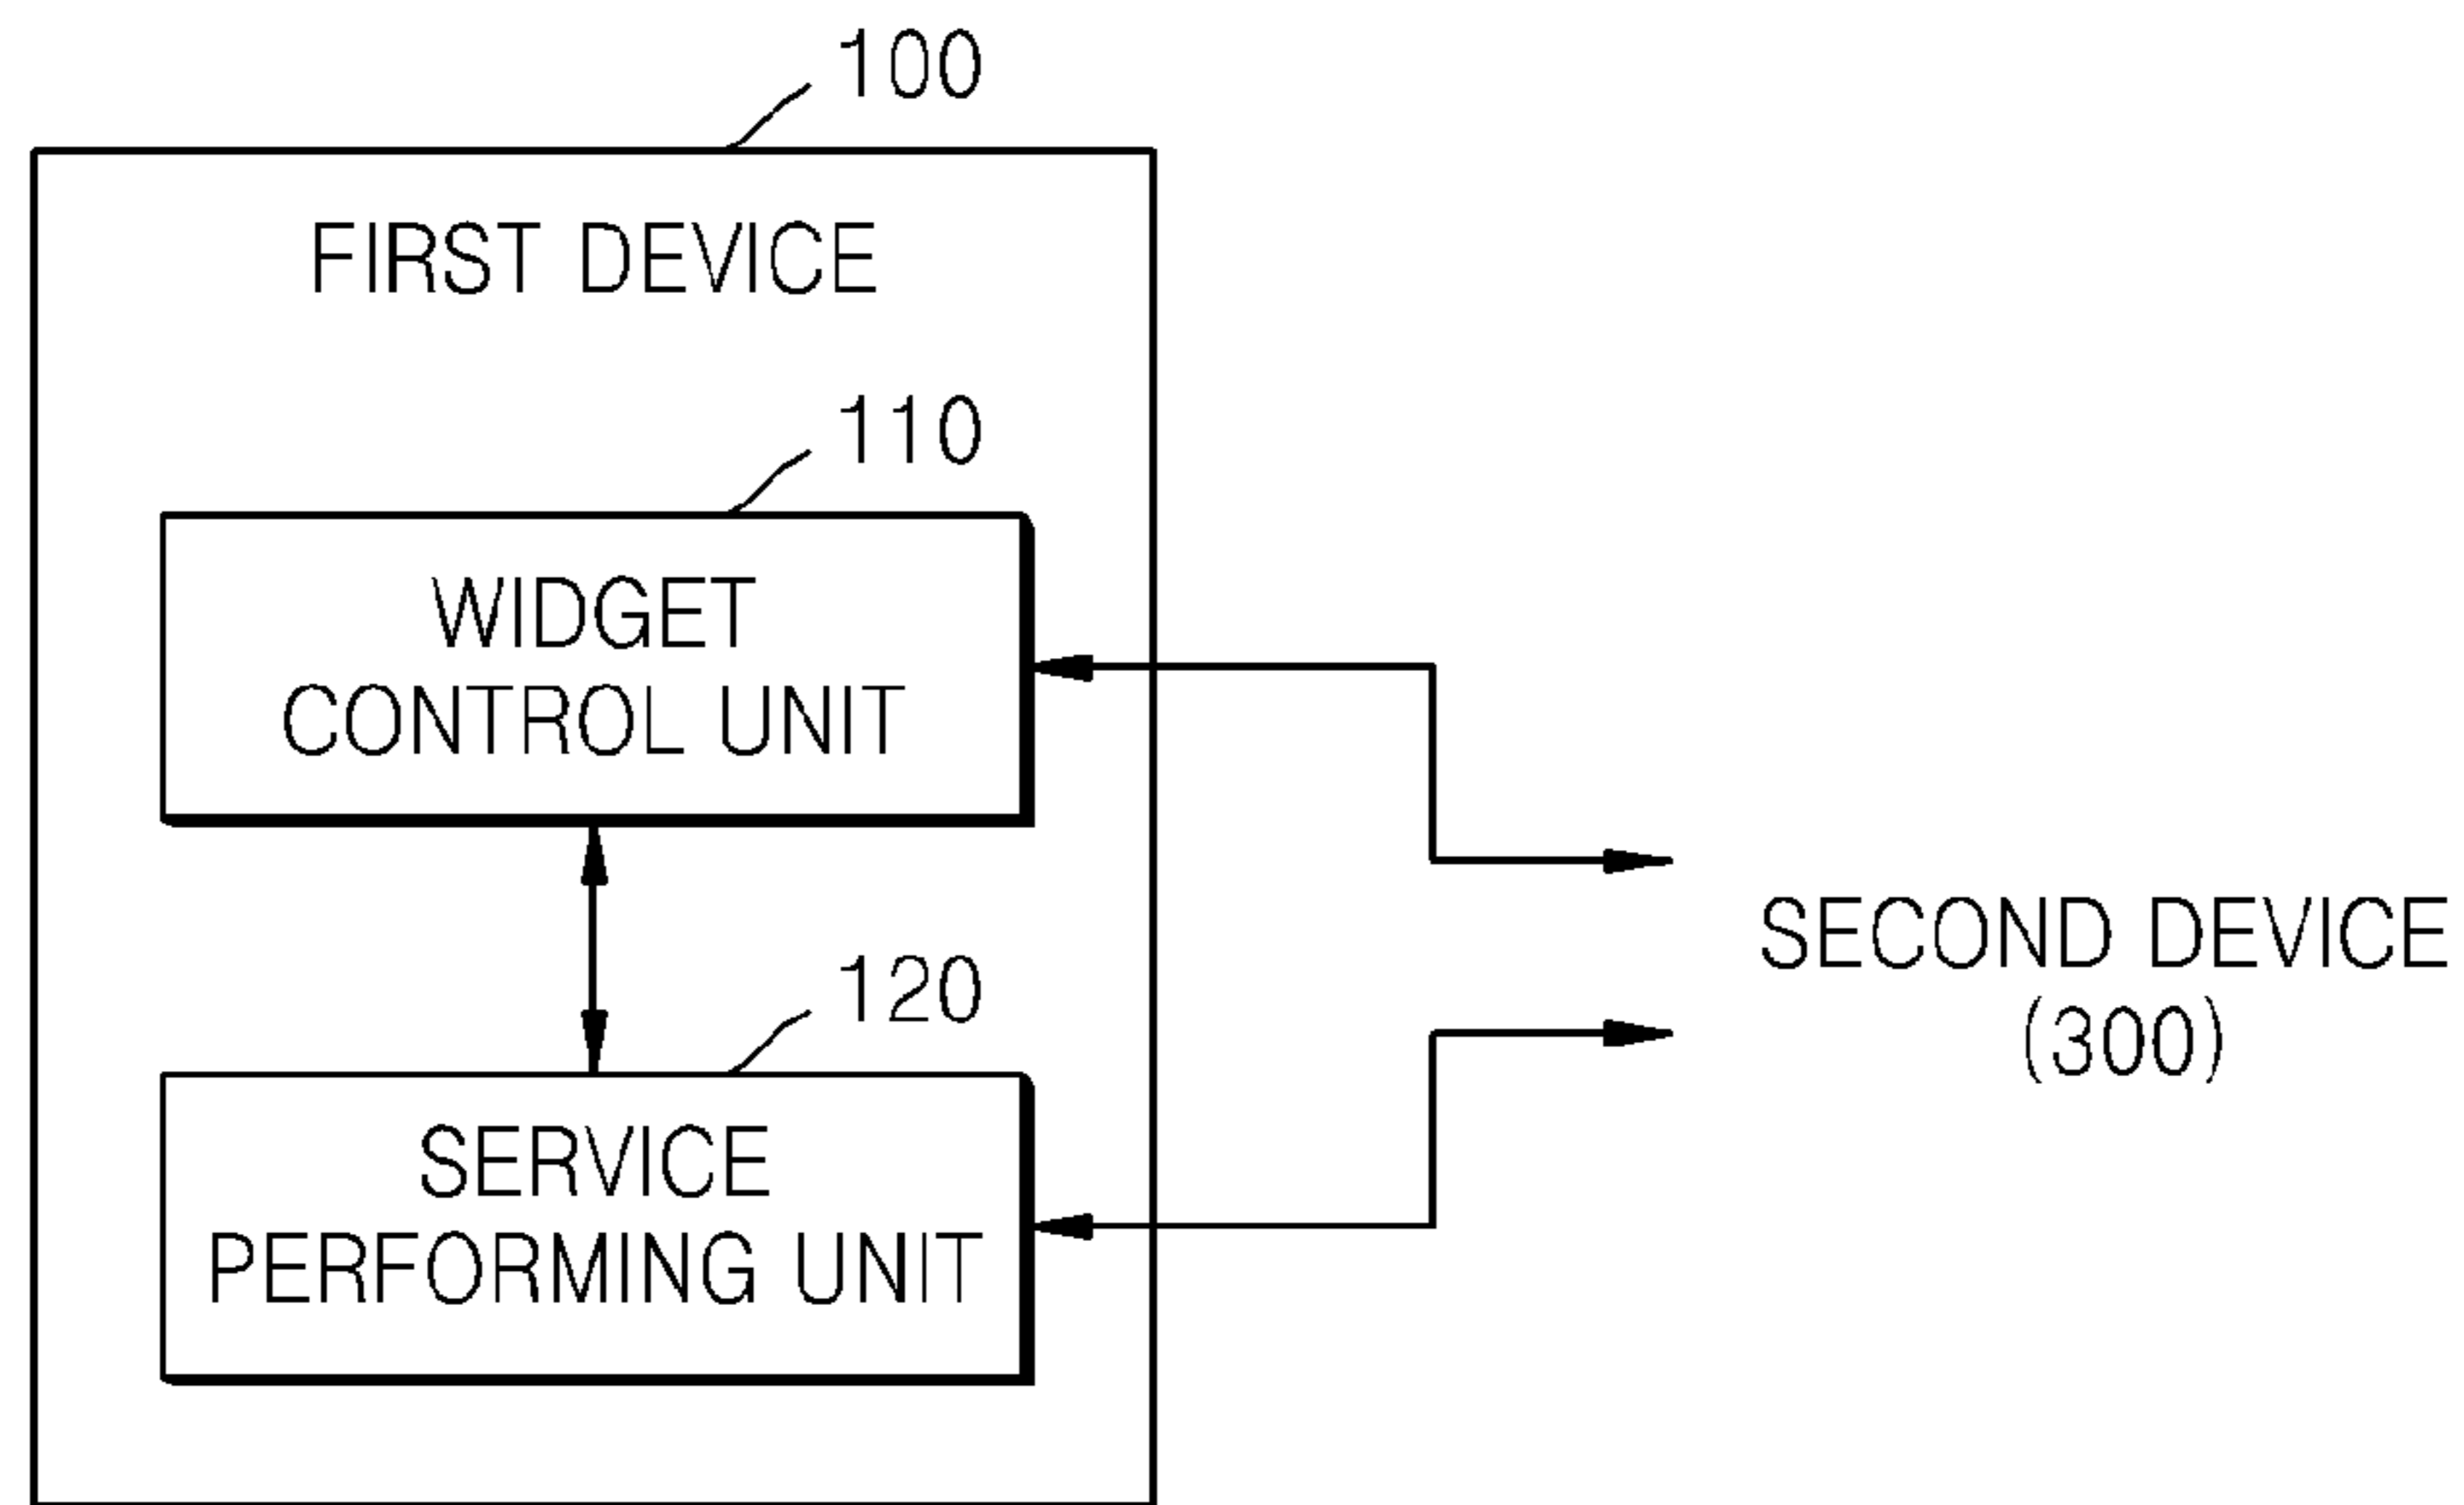 100
FIRST DEVICE
110
WIDGET
CONTROL UNIT
120
SERVICE
PERFORMING UNIT
SECOND DEVICE
(300)